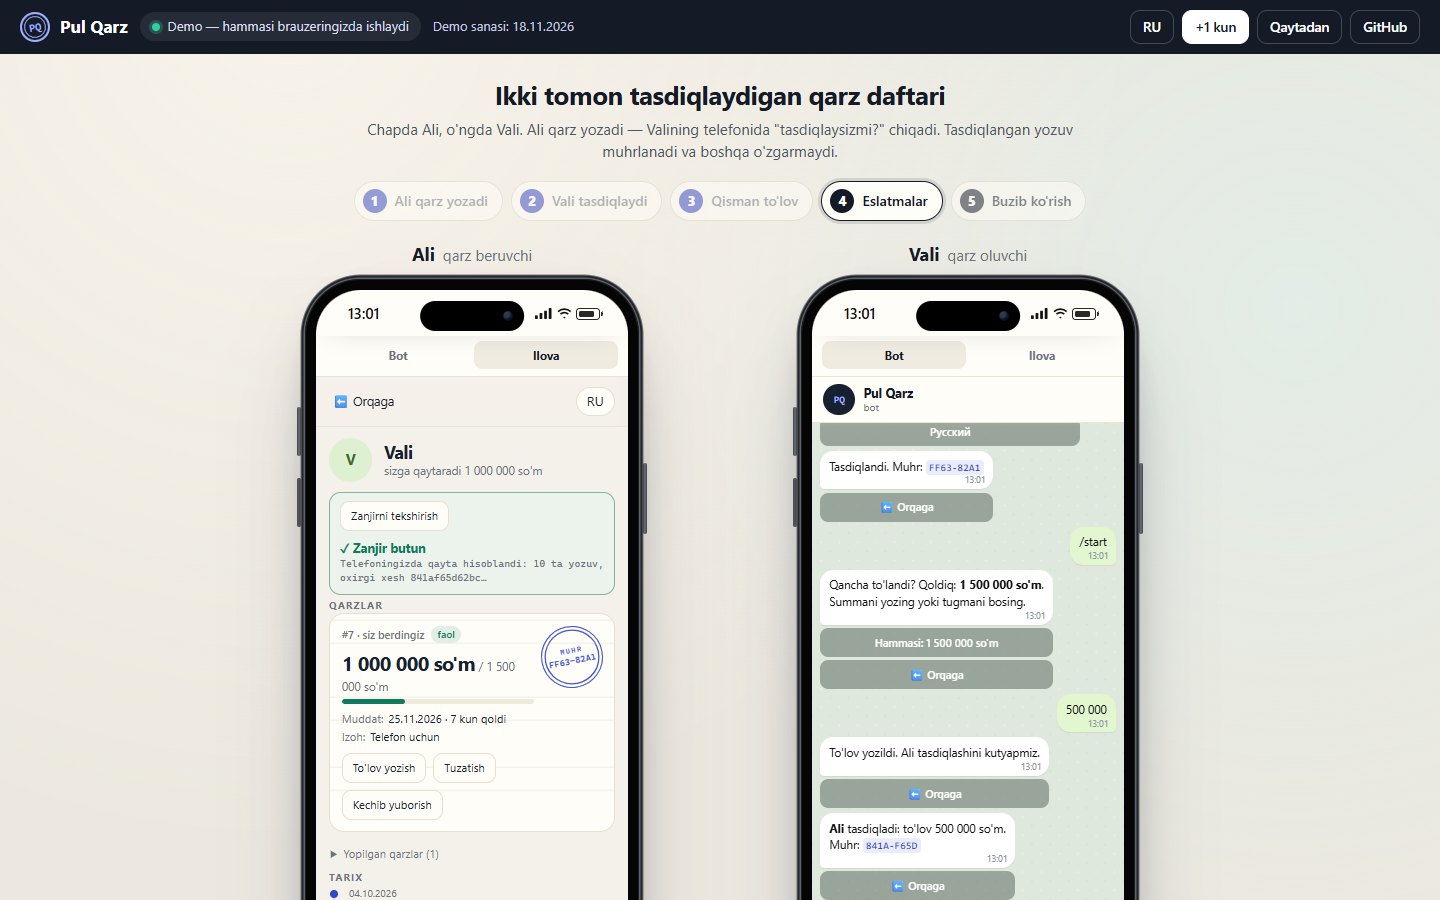 PQ Pul Qarz Demo — hammasi brauzeringizda ishlaydi Demo sanasi: 18.11.2026 RU +1 kun Qaytadan GitHub
Ikki tomon tasdiqlaydigan qarz daftari
Chapda Ali, o'ngda Vali. Ali qarz yozadi — Valining telefonida "tasdiqlaysizmi?" chiqadi. Tasdiqlangan yozuv
muhrlanadi va boshqa o'zgarmaydi.
1 Ali qarz yozadi 2 Vali tasdiqlaydi 3 Qisman to'lov 4 Eslatmalar 5 Buzib ko'rish
Ali qarz beruvchi
13:01
Bot Ilova
Orqaga RU
V Vali
sizga qaytaradi 1 000 000 so'm
Zanjirni tekshirish
✓ Zanjir butun
Telefoningizda qayta hisoblandi: 10 ta yozuv,
oxirgi xesh 841af65d62bc…
QARZLAR
#7 · siz berdingiz faol
1 000 000 so'm / 1 500
000 so'm
MUHR
FF63-82A1
Muddat: 25.11.2026 · 7 kun qoldi
Izoh: Telefon uchun
To'lov yozish Tuzatish
Kechib yuborish
▶ Yopilgan qarzlar (1)
TARIX
04.10.2026
Vali qarz oluvchi
13:01
Bot Ilova
PQ Pul Qarz
bot
Русский
Tasdiqlandi. Muhr: FF63-82A1
13:01
Orqaga
/start
13:01
Qancha to'landi? Qoldiq: 1 500 000 so'm.
Summani yozing yoki tugmani bosing.
13:01
Hammasi: 1 500 000 so'm
Orqaga
500 000
13:01
To'lov yozildi. Ali tasdiqlashini kutyapmiz.
13:01
Orqaga
Ali tasdiqladi: to'lov 500 000 so'm.
Muhr: 841A-F65D
13:01
Orqaga